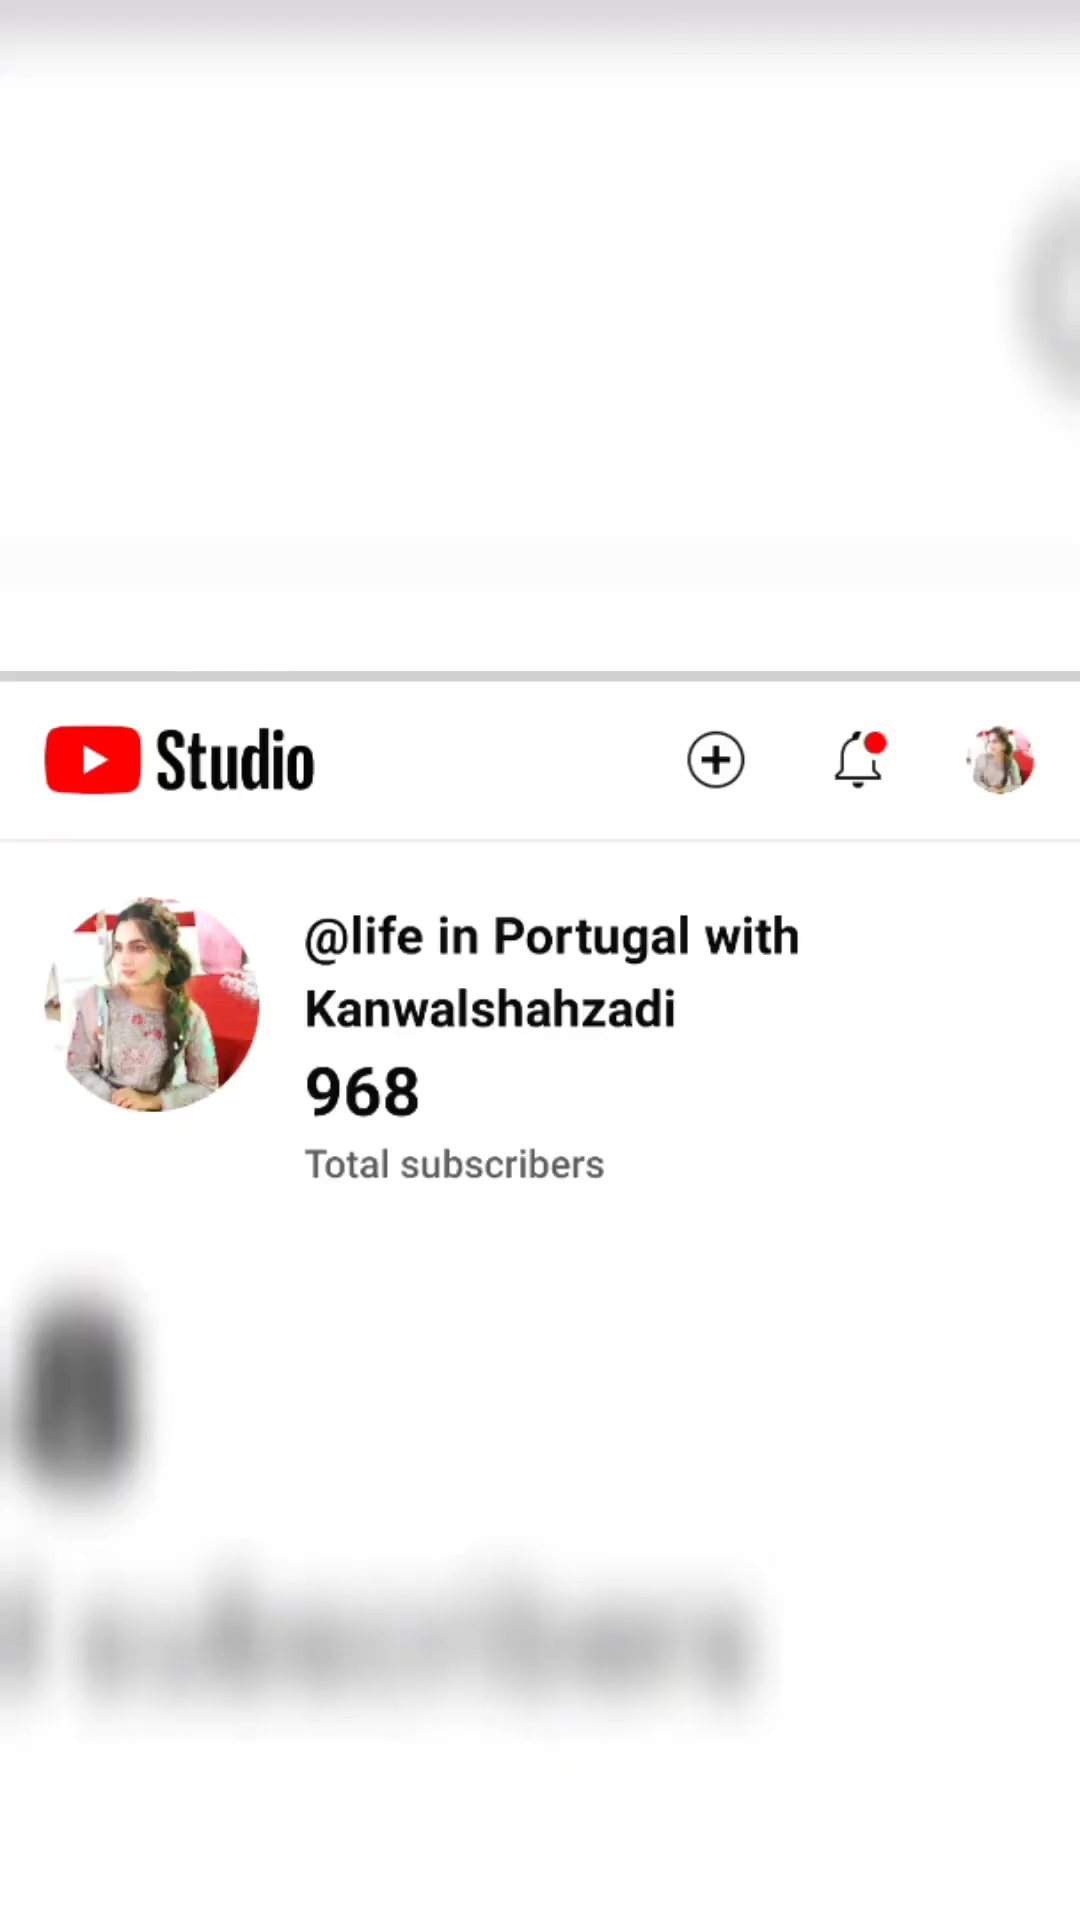 Studio
@life in Portugal with
Kanwalshahzadi
968
Total subscribers